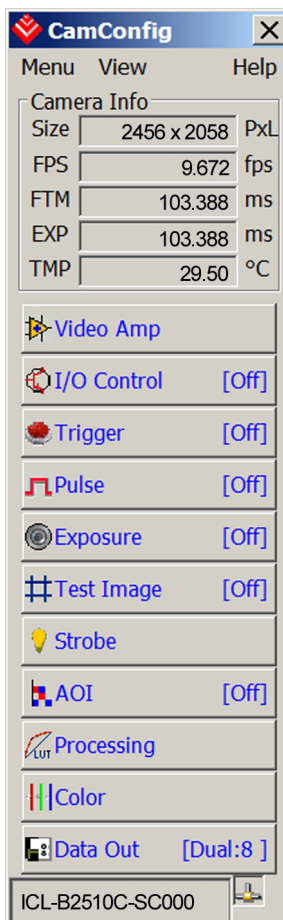 CamConfig
Menu View Help
Camera Info
Size 2456 x 2058 PxL
FPS 9.672 fps
FTM 103.388 ms
EXP 103.388 ms
TMP 29.50 °C
Video Amp
I/O Control [Off]
Trigger [Off]
Pulse [Off]
Exposure [Off]
Test Image [Off]
Strobe
AOI [Off]
LUT Processing
Color
Data Out [Dual:8 ]
ICL-B2510C-SC000